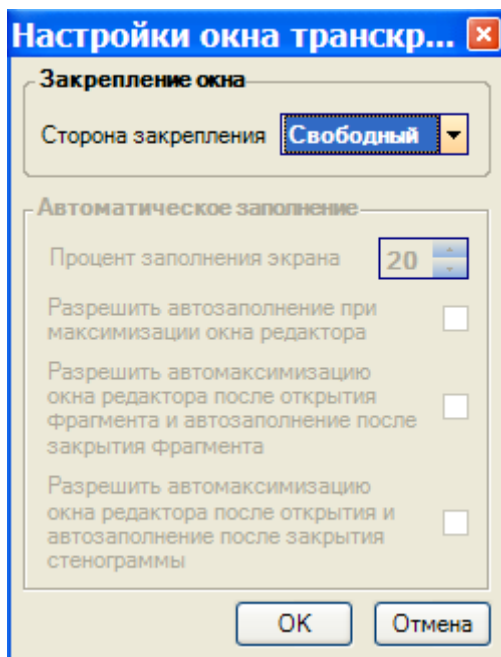 Настройки окна транскр...
Закрепление окна
Сторона закрепления Свободный
Автоматическое заполнение
Процент заполнения экрана 20
Разрешить автозаполнение при
максимизации окна редактора
Разрешить автомаксимизацию
окна редактора после открытия
Фрагмента и автозаполнение после
закрытия Фрагмента
Разрешить автомаксимизацию
окна редактора после открытия и
автозаполнение после закрытия
стенограммы
OK Отмена